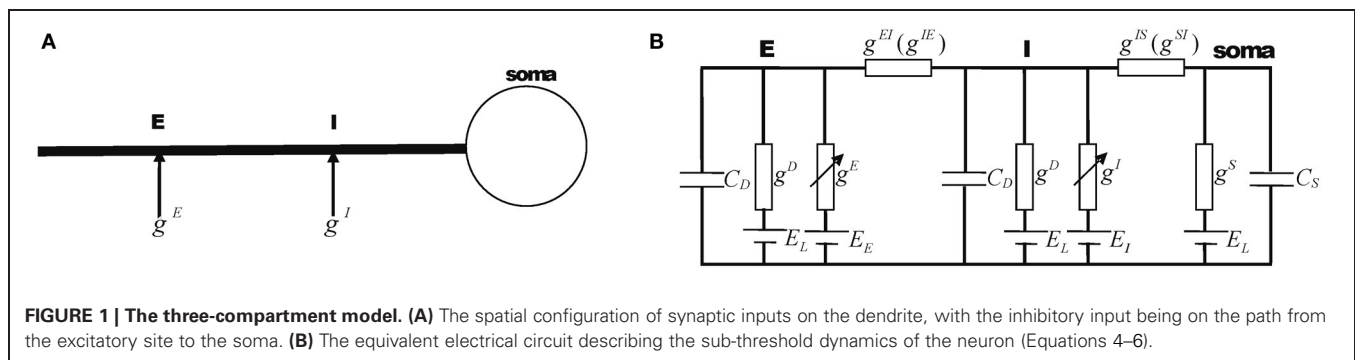 A
soma
E
I
g^E
g^I
B
E
g^{EI}(g^{IE})
I
g^{IS}(g^{SI})
soma
C_D
g^D
g^E
C_D
g^D
g^I
g^S
C_S
E_L
E_E
E_L
E_I
E_L
FIGURE 1 | The three-compartment model. (A) The spatial configuration of synaptic inputs on the dendrite, with the inhibitory input being on the path from
the excitatory site to the soma. (B) The equivalent electrical circuit describing the sub-threshold dynamics of the neuron (Equations 4–6).